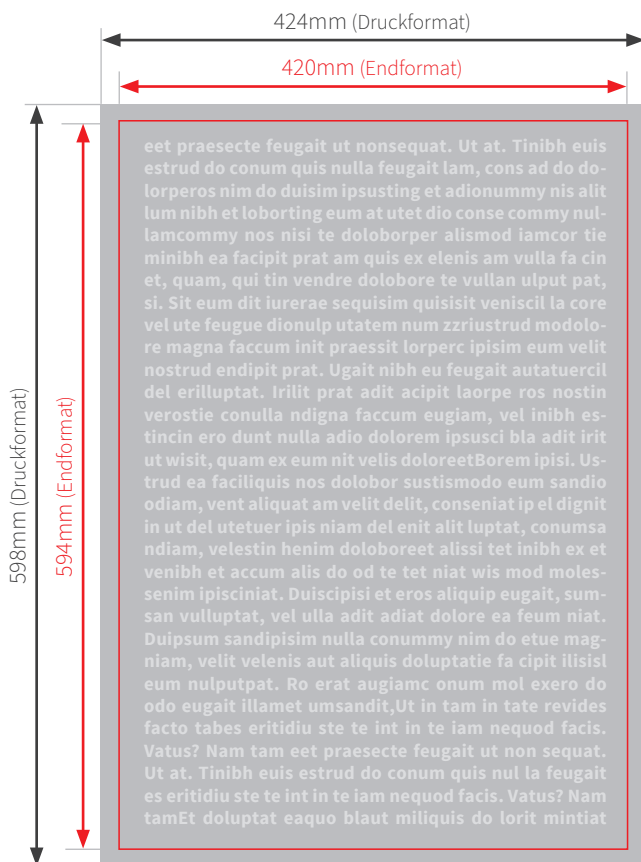 424mm (Druckformat)
420mm (Endformat)
598mm (Druckformat)
594mm (Endformat)
eet praesecte feugait ut nonsequat. Ut at. Tinibh euis
estrud do conum quis nulla feugait lam, cons ad do do-
lorperos nim do duisim ipsusting et adionummy nis alit
lum nibh et loborting eum at utet dio conse commy nul-
lamcommy nos nisi te doloborper alismod iamcor tie
minibh ea facipit prat am quis ex elenis am vulla fa cin
et, quam, qui tin vendre dolobore te vullan ulput pat,
si. Sit eum dit iurerae sequisim quisisit veniscil la core
vel ute feugue dionulp utatem num zzriustrud modolo-
re magna faccum init praessit lorperc ipisim eum velit
nostrud endipit prat. Ugait nibh eu feugait autatuercil
del erilluptat. Irilit prat adit acipit laorpe ros nostin
verostie conulla ndigna faccum eugiam, vel inibh es-
tincin ero dunt nulla adio dolorem ipsusci bla adit irit
ut wisit, quam ex eum nit velis doloreetBoorem ipisi. Us-
trud ea faciliquis nos dolobor sustismodit eum sandio
odiam, vent aliquat am velit delit, conseniat ip el dignit
in ut del utetuer ipis niam del enit alit luptat, conumsa
ndiam, velestin henim doloboreet alissi te inibh ex et
venibh et accum alis do od te tet niat wis mod moles-
senim ipisciniat. Duiscipisi et eros aliquip eugait, sum-
san vulluptat, vel ulla adit adiat dolore ea feum niat.
Duipsum sandipisim nulla conummy nim do etue mag-
niam, velit velenis aut aliquis doluptatie fa cipit ilisisl
eum nulputpat. Ro erat augiamc onum mol exero do
odo eugait illamet umsandit,Ut in tam in tate revides
facto tabes eritidiu ste te int in te iam nequod facis.
Vatus? Nam tam eet praesecte feugait ut non sequat.
Ut at. Tinibh euis estrud do conum quis nul la feugait
es eritidiu ste te int in te iam nequod facis. Vatus? Nam
tamEt doluptat eaquo blaut miliquis do lorit mintiat